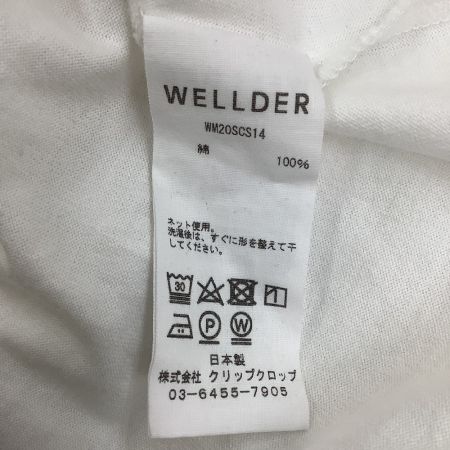 WELLDER
WM20SCS14
綿 100%
ネット使用。
洗濯後は、すぐに形を整えて干
してください。
30
P W
日本製
株式会社 クリップクロップ
03-6455-7905